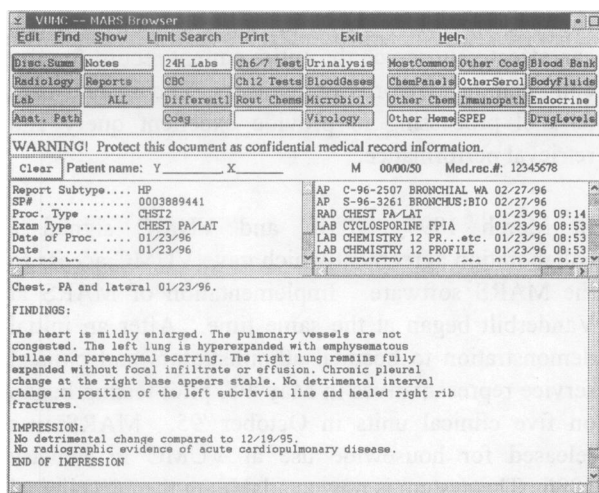 VUMC -- MARS Browser
Edit Find Show Limit Search Print Exit Help
Disc.Summ Notes 24H Labs Ch6/7 Test Urinalysis MostCommon Other Coag Blood Bank
Radiology Reports CBC Ch12 Tests BloodGases ChemPanels OtherSerol BodyFluids
Lab ALL Differentl Rout Chems Microbiol. Other Chem Immunopath Endocrine
Anat. Path Coag Virology Other Heme SPEP DrugLevels
WARNING! Protect this document as confidential medical record information.
Clear Patient name: Y________, X________ M 00/00/50 Med.rec.#: 12345678
Report Subtype.... HP
SP# .............. 0003889441
Proc. Type ....... CHST2
Exam Type ........ CHEST PA/LAT
Date of Proc. .... 01/23/96
Date ............. 01/23/96
AP C-96-2507 BRONCHIAL WA 02/27/96
AP S-96-3261 BRONCHUS;BIO 02/27/96
RAD CHEST PA/LAT 01/23/96 09:14
LAB CYCLOSPORINE FPIA 01/23/96 08:53
LAB CHEMISTRY 12 PR...etc. 01/23/96 08:53
LAB CHEMISTRY 12 PROFILE 01/23/96 08:53
Chest, PA and lateral 01/23/96.
FINDINGS:
The heart is mildly enlarged. The pulmonary vessels are not
congested. The left lung is hyperexpanded with emphysematous
bullae and parenchymal scarring. The right lung remains fully
expanded without focal infiltrate or effusion. Chronic pleural
change at the right base appears stable. No detrimental interval
change in position of the left subclavian line and healed right rib
fractures.
IMPRESSION:
No detrimental change compared to 12/19/95.
No radiographic evidence of acute cardiopulmonary disease.
END OF IMPRESSION